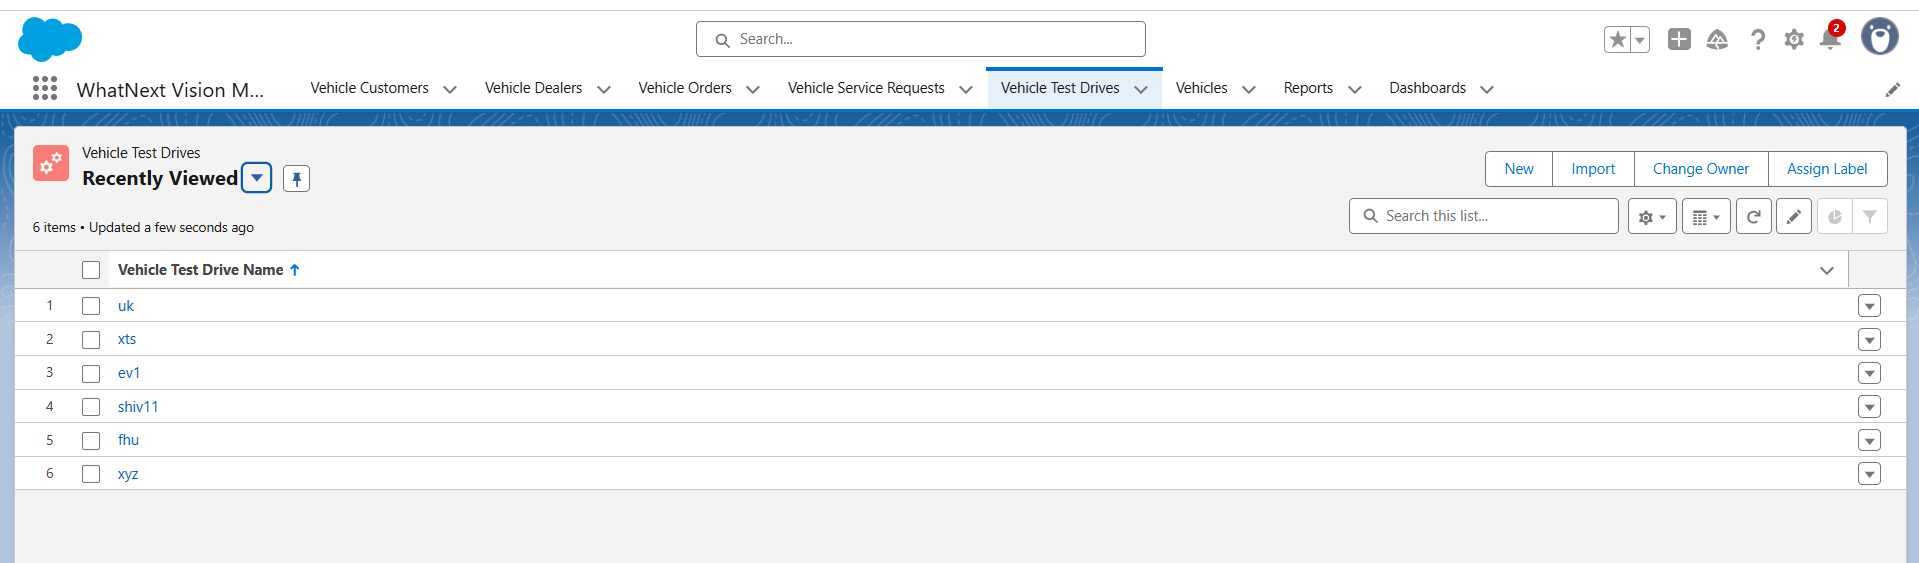 Search...
2
WhatNext Vision M...
Vehicle Customers
Vehicle Dealers
Vehicle Orders
Vehicle Service Requests
Vehicle Test Drives
Vehicles
Reports
Dashboards
Vehicle Test Drives
Recently Viewed
New
Import
Change Owner
Assign Label
6 items • Updated a few seconds ago
Search this list...
Vehicle Test Drive Name
1 uk
2 xts
3 ev1
4 shiv11
5 fhu
6 xyz